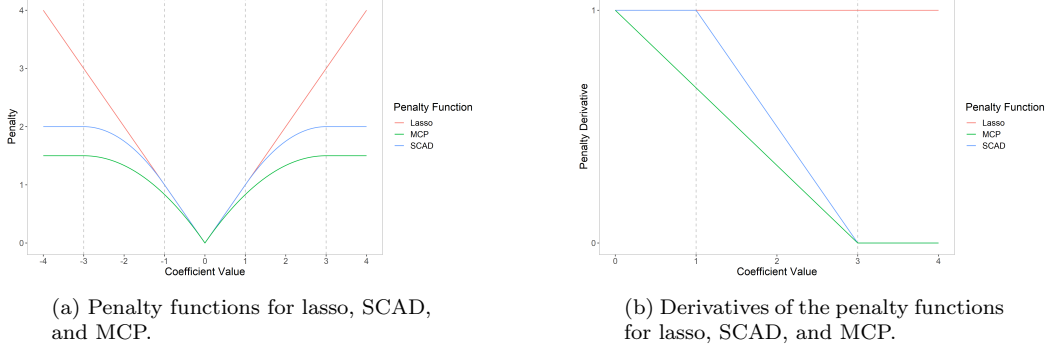 4
3
2
1
0
Penalty
-4 -3 -2 -1 0 1 2 3 4
Coefficient Value
Penalty Function
Lasso
MCP
SCAD
(a) Penalty functions for lasso, SCAD,
and MCP.
1
0
Penalty Derivative
0 1 2 3 4
Coefficient Value
Penalty Function
Lasso
MCP
SCAD
(b) Derivatives of the penalty functions
for lasso, SCAD, and MCP.